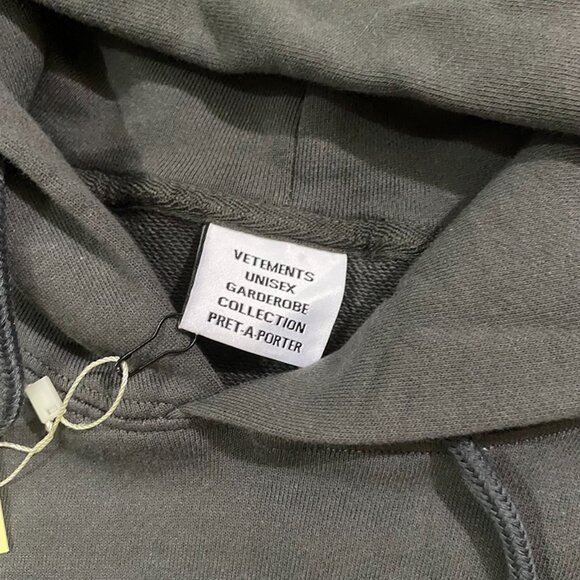 VETEMENTS
UNISEX
GARDEROBE
COLLECTION
PRET-A-PORTER